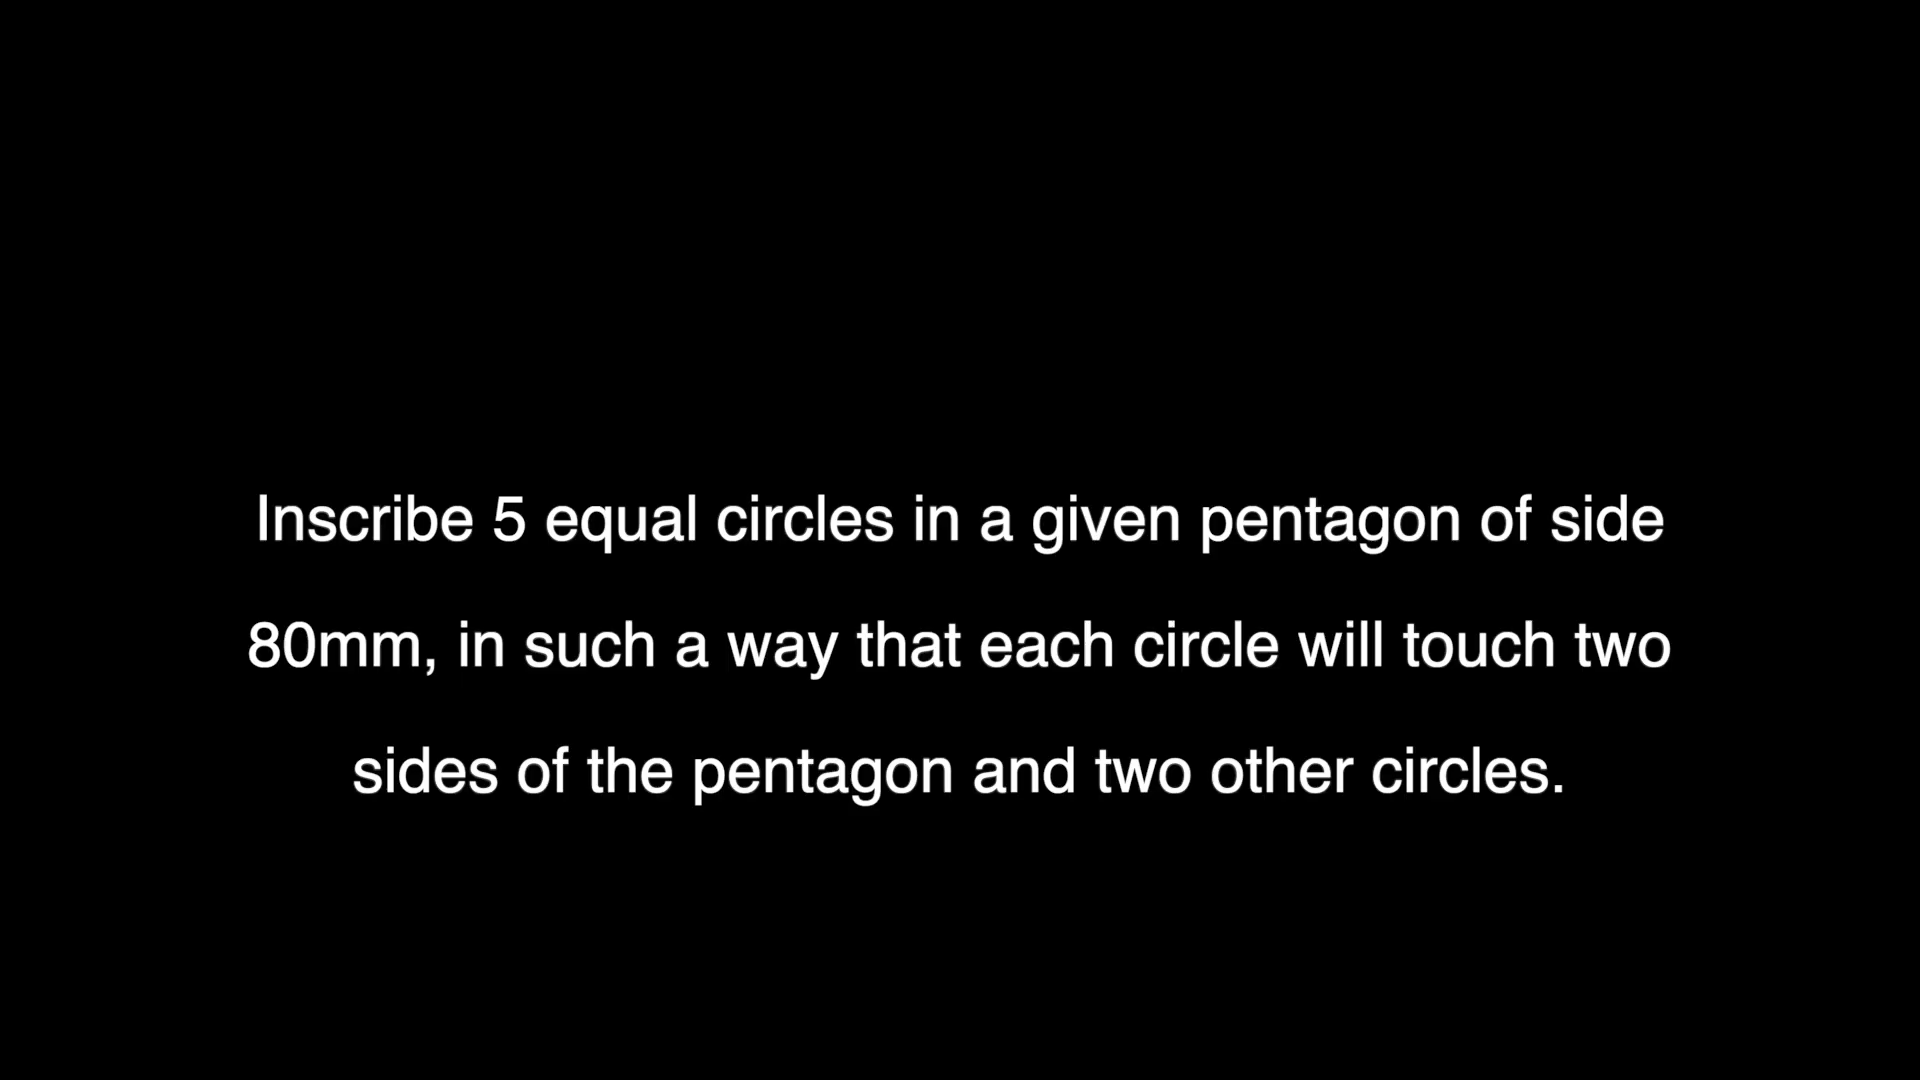 Inscribe 5 equal circles in a given pentagon of side
80mm, in such a way that each circle will touch two
sides of the pentagon and two other circles.